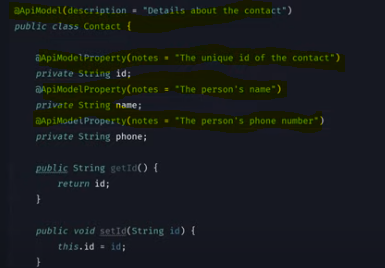 @ApiModel(description = "Details about the contact")
public class Contact {
@ApiModelProperty(notes = "The unique id of the contact")
private String id;
@ApiModelProperty(notes = "The person's name")
private String name;
@ApiModelProperty(notes = "The person's phone number")
private String phone;
public String getId() {
return id;
}
public void setId(String id) {
this.id = id;
}